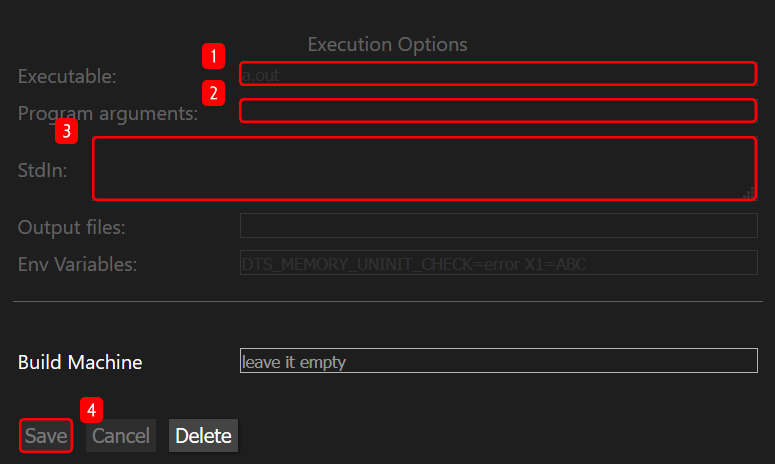 Execution Options
1
Executable: a.out
2
Program arguments:
3
StdIn:
Output files:
Env Variables: DTS_MEMORY_UNINIT_CHECK=error X1=ABC
Build Machine leave it empty
4
Save Cancel Delete